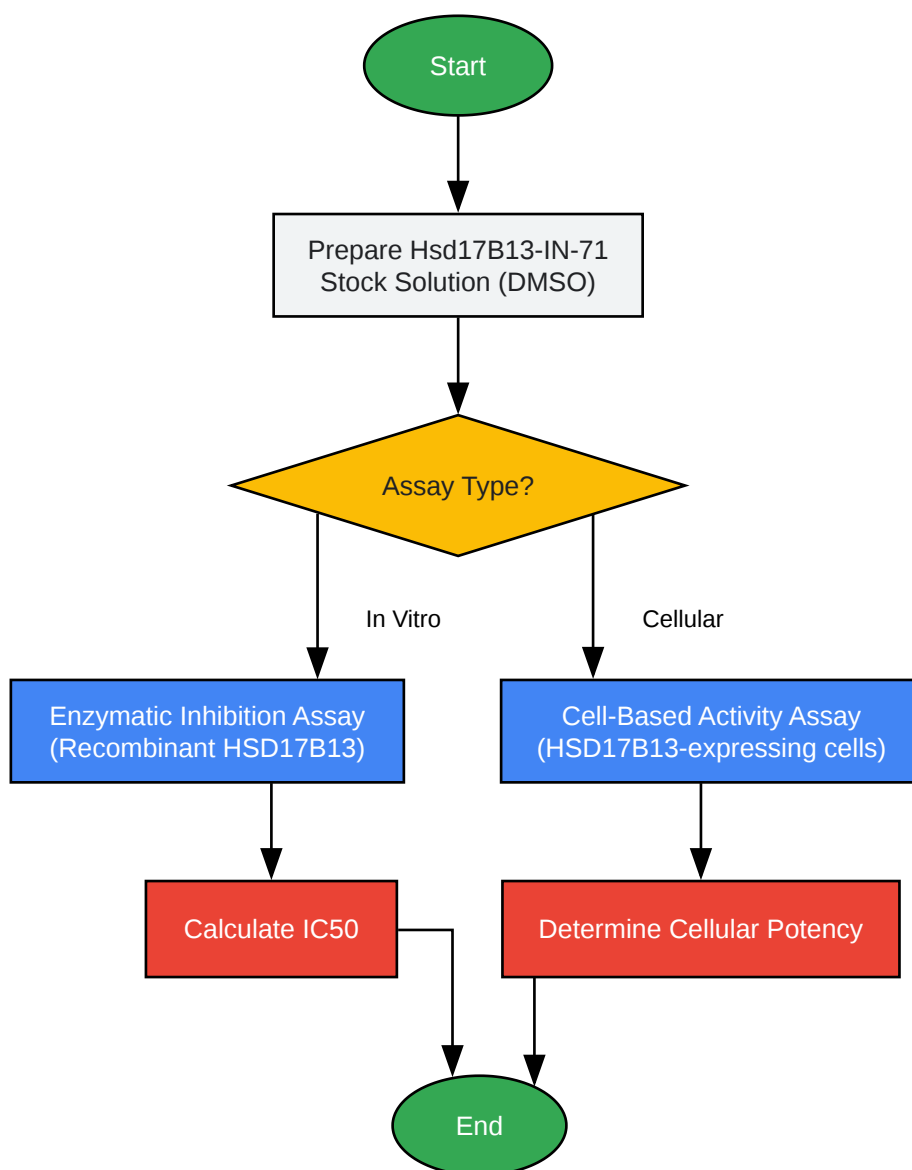 Start
Prepare Hsd17B13-IN-71
Stock Solution (DMSO)
Assay Type?
In Vitro
Cellular
Enzymatic Inhibition Assay
(Recombinant HSD17B13)
Cell-Based Activity Assay
(HSD17B13-expressing cells)
Calculate IC50
Determine Cellular Potency
End